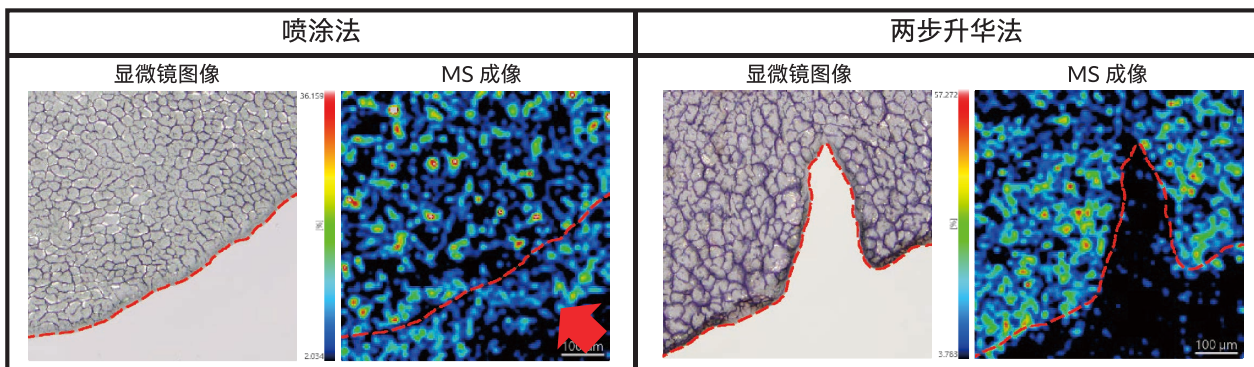 喷涂法
两步升华法
显微镜图像
MS 成像
显微镜图像
MS 成像
36.159
[%]
2.034
100 µm
57.272
[%]
3.783
100 µm